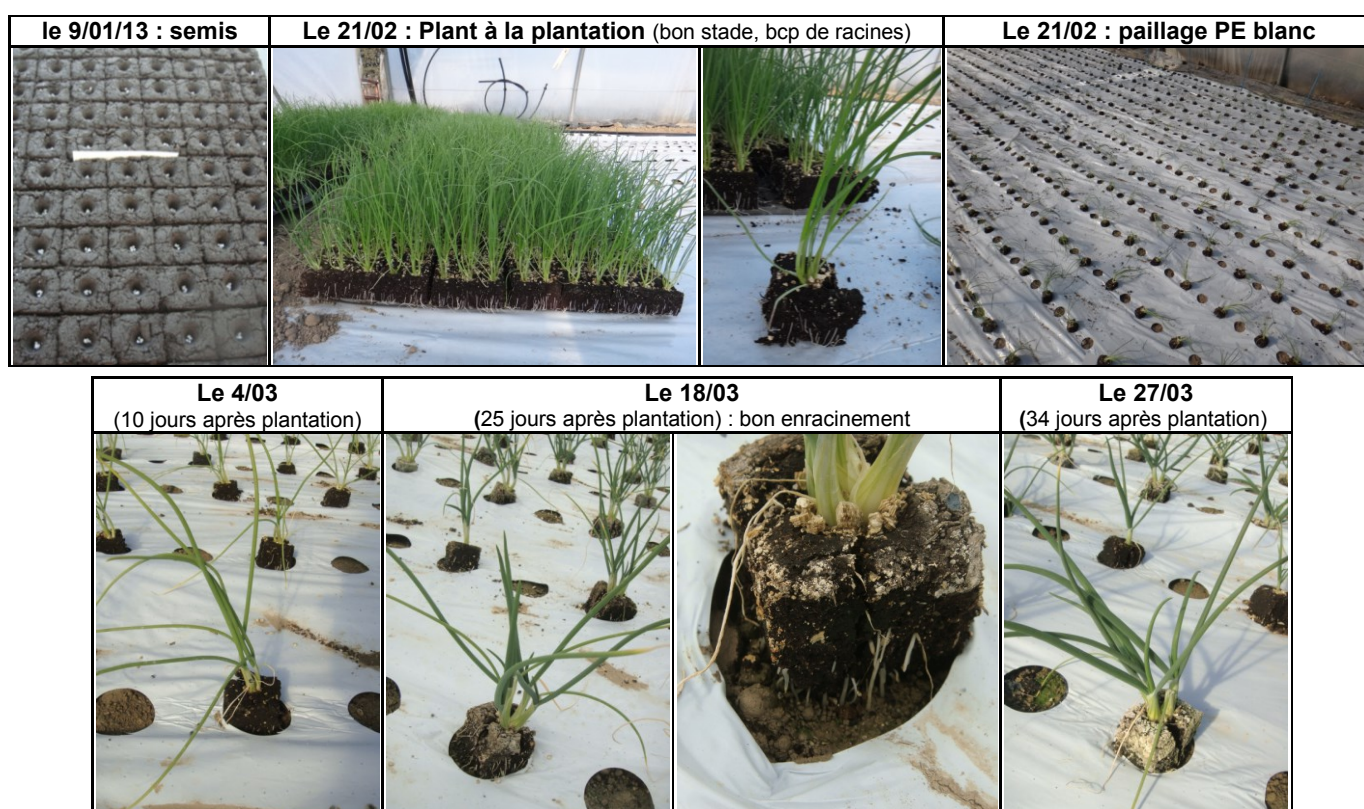 le 9/01/13 : semis
Le 21/02 : Plant à la plantation (bon stade, bcp de racines)
Le 21/02 : paillage PE blanc
Le 4/03
(10 jours après plantation)
Le 18/03
(25 jours après plantation) : bon enracinement
Le 27/03
(34 jours après plantation)